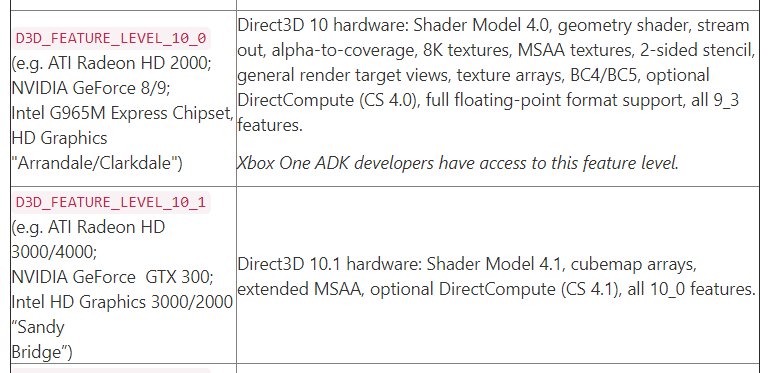 D3D_FEATURE_LEVEL_10_0
(e.g. ATI Radeon HD 2000;
NVIDIA GeForce 8/9;
Intel G965M Express Chipset,
HD Graphics
"Arrandale/Clarkdale")
Direct3D 10 hardware: Shader Model 4.0, geometry shader, stream
out, alpha-to-coverage, 8K textures, MSAA textures, 2-sided stencil,
general render target views, texture arrays, BC4/BC5, optional
DirectCompute (CS 4.0), full floating-point format support, all 9_3
features.
Xbox One ADK developers have access to this feature level.
D3D_FEATURE_LEVEL_10_1
(e.g. ATI Radeon HD
3000/4000;
NVIDIA GeForce  GTX 300;
Intel HD Graphics 3000/2000
“Sandy
Bridge”)
Direct3D 10.1 hardware: Shader Model 4.1, cubemap arrays,
extended MSAA, optional DirectCompute (CS 4.1), all 10_0 features.